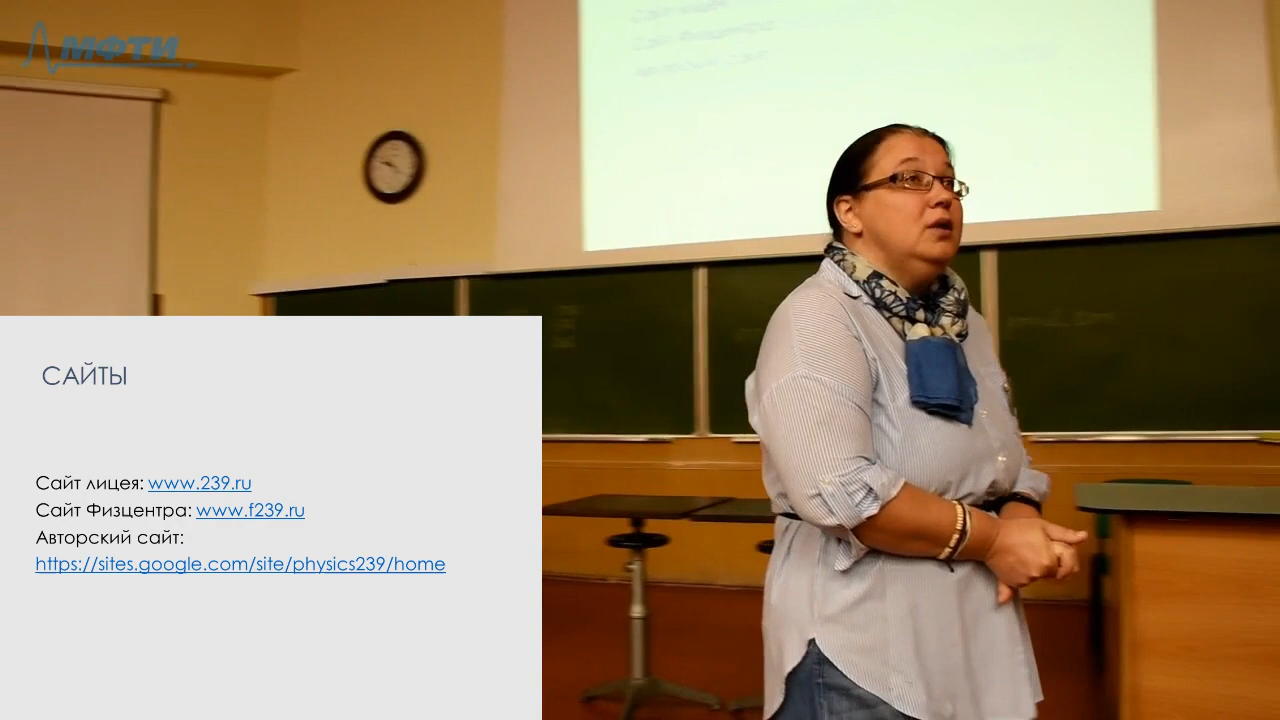 МФТИ
САЙТЫ
Сайт лицея: www.239.ru
Сайт Физцентра: www.f239.ru
Авторский сайт:
https://sites.google.com/site/physics239/home